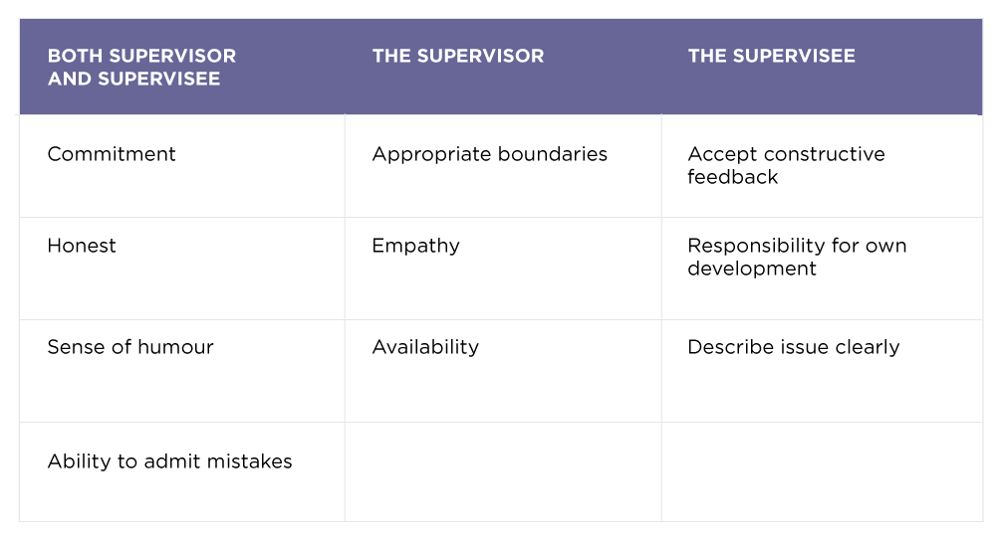 BOTH SUPERVISOR
AND SUPERVISEE
THE SUPERVISOR
THE SUPERVISEE
Commitment
Appropriate boundaries
Accept constructive
feedback
Honest
Empathy
Responsibility for own
development
Sense of humour
Availability
Describe issue clearly
Ability to admit mistakes